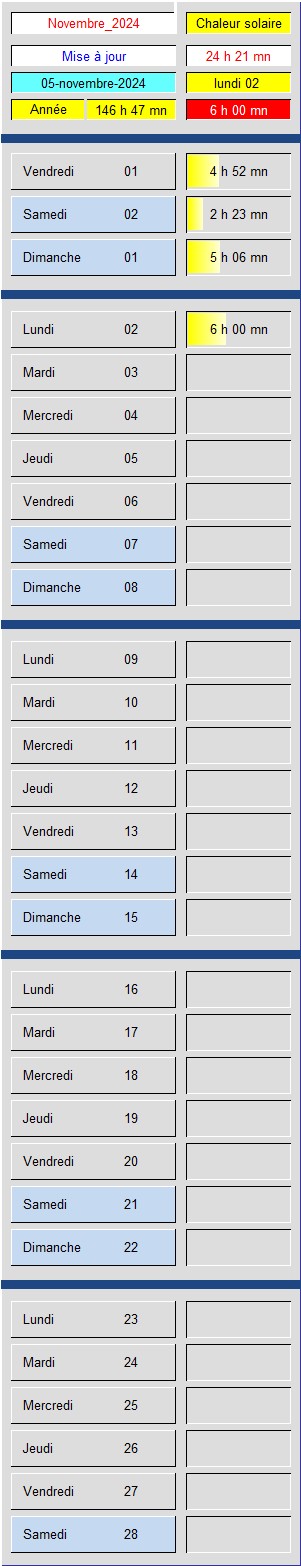 Novembre_2024 Chaleur solaire
Mise à jour 24 h 21 mn
05-novembre-2024 lundi 02
Année 146 h 47 mn 6 h 00 mn
Vendredi 01 4 h 52 mn
Samedi 02 2 h 23 mn
Dimanche 01 5 h 06 mn
Lundi 02 6 h 00 mn
Mardi 03
Mercredi 04
Jeudi 05
Vendredi 06
Samedi 07
Dimanche 08
Lundi 09
Mardi 10
Mercredi 11
Jeudi 12
Vendredi 13
Samedi 14
Dimanche 15
Lundi 16
Mardi 17
Mercredi 18
Jeudi 19
Vendredi 20
Samedi 21
Dimanche 22
Lundi 23
Mardi 24
Mercredi 25
Jeudi 26
Vendredi 27
Samedi 28